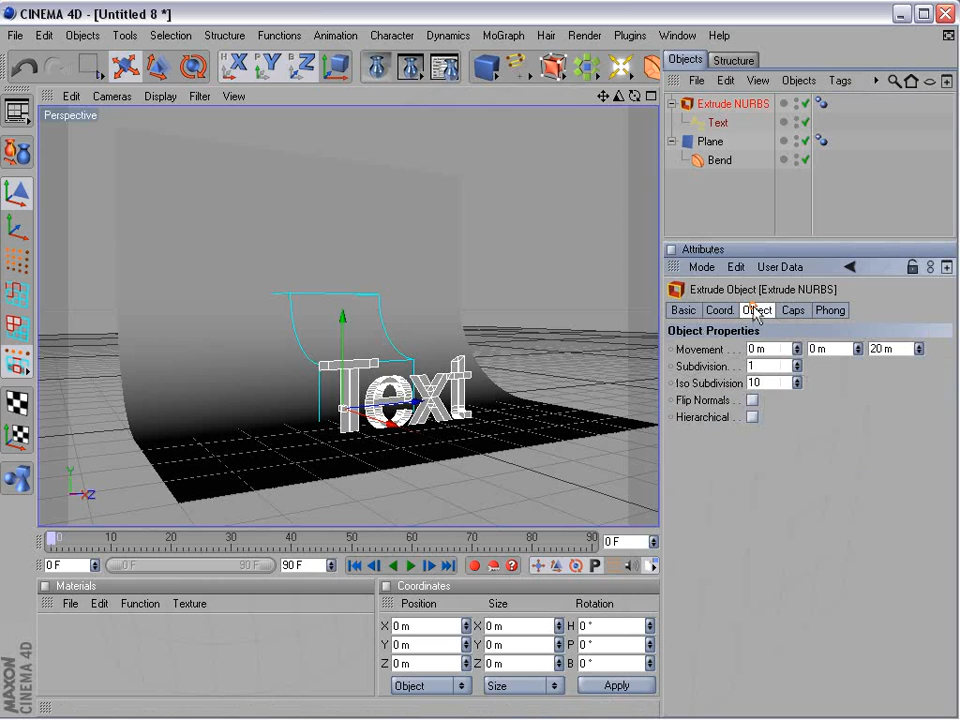 CINEMA 4D - [Untitled 8 *]
File Edit Objects Tools Selection Structure Functions Animation Character Dynamics MoGraph Hair Render Plugins Window Help
X Y Z
Objects Structure
File Edit View Objects Tags
Edit Cameras Display Filter View
Perspective
Extrude NURBS
Text
Plane
Bend
Attributes
Mode Edit User Data
Extrude Object [Extrude NURBS]
Basic Coord. Object Caps Phong
Object Properties
Movement . . . 0 m 0 m 20 m
Subdivision. . 1
Iso Subdivision 10
Flip Normals . .
Hierarchical . . .
Text
Y
X Z
0 10 20 30 40 50 60 70 80 90 0 F
0 F 0 F 90 F 90 F P
Materials
File Edit Function Texture
Coordinates
Position Size Rotation
X 0 m X 0 m H 0 °
Y 0 m Y 0 m P 0 °
Z 0 m Z 0 m B 0 °
Object Size Apply
MAXON
CINEMA 4D